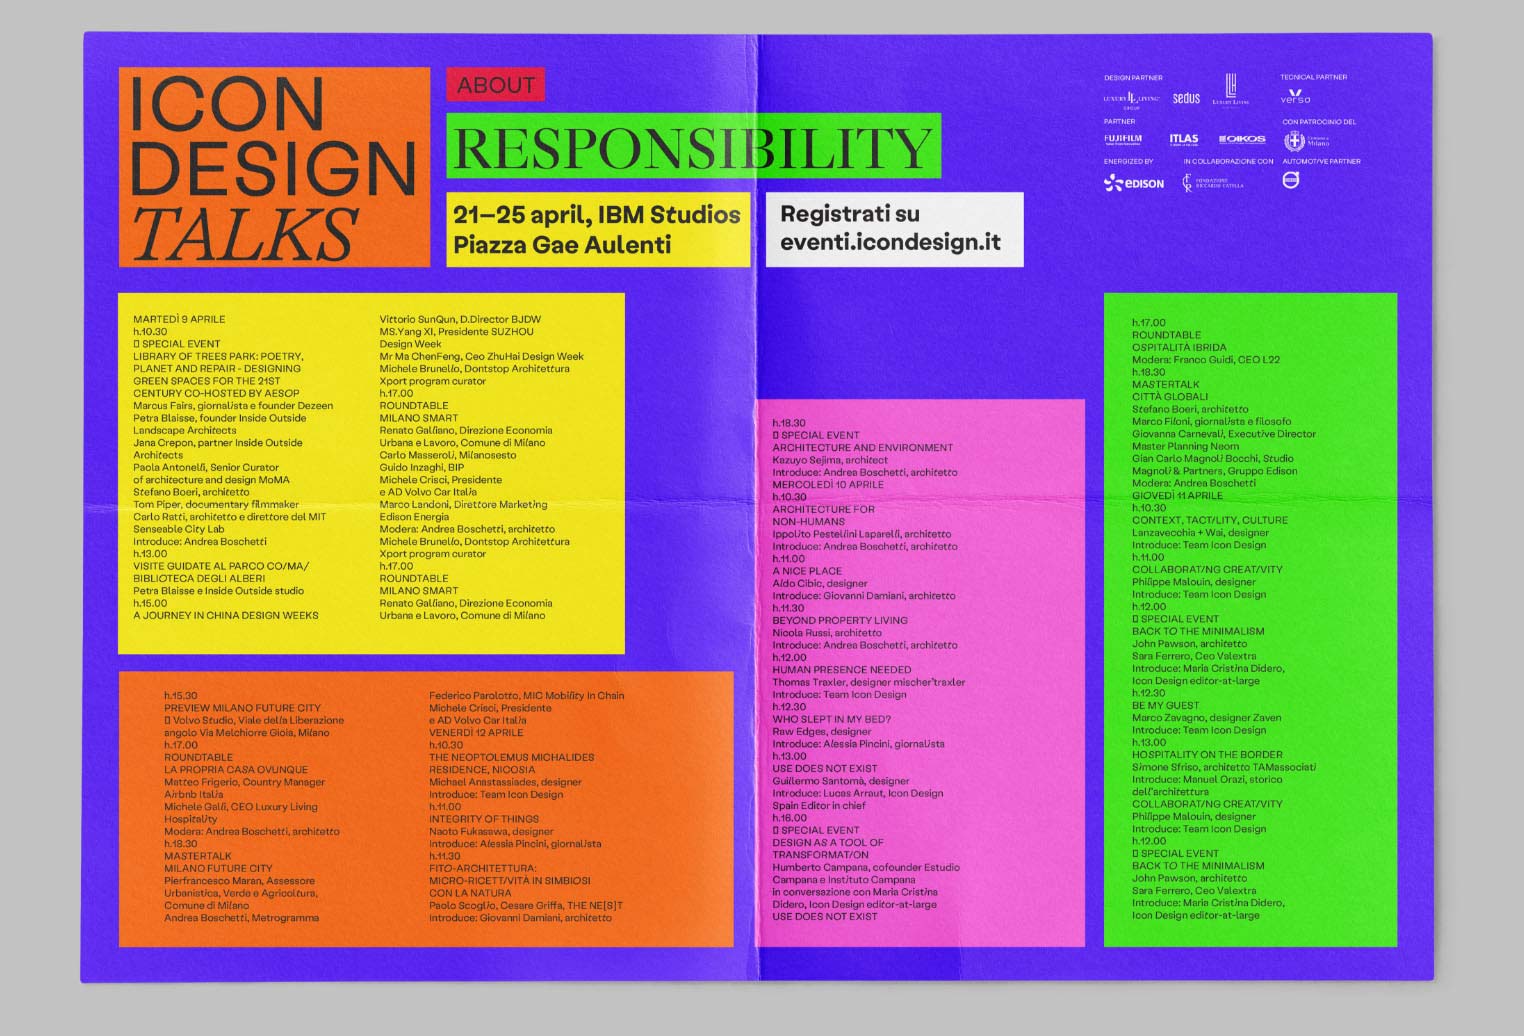 ICON
DESIGN
TALKS
ABOUT
RESPONSIBILITY
21–25 april, IBM Studios
Piazza Gae Aulenti
Registrati su
eventi.icondesign.it
DESIGN PARTNER
LUXURY LIVING
GROUP
sedus
LUXURY LIVING
TECNICAL PARTNER
versa
PARTNER
FUJIFILM
ITLAS
OIKOS
CON PATROCINIO DEL
Comune di
Milano
ENERGIZED BY
EDISON
IN COLLABORAZIONE CON
FONDAZIONE
RICCARDO CATELLA
AUTOMOTIVE PARTNER
MARTEDÌ 9 APRILE
h.10.30
▯ SPECIAL EVENT
LIBRARY OF TREES PARK: POETRY,
PLANET AND REPAIR - DESIGNING
GREEN SPACES FOR THE 21ST
CENTURY CO-HOSTED BY AESOP
Marcus Fairs, giornalista e founder Dezeen
Petra Blaisse, founder Inside Outside
Landscape Architects
Jana Crepon, partner Inside Outside
Architects
Paola Antonelli, Senior Curator
of architecture and design MoMA
Stefano Boeri, architetto
Tom Piper, documentary filmmaker
Carlo Ratti, architetto e direttore del MIT
Senseable City Lab
Introduce: Andrea Boschetti
h.13.00
VISITE GUIDATE AL PARCO CO/MA/
BIBLIOTECA DEGLI ALBERI
Petra Blaisse e Inside Outside studio
h.15.00
A JOURNEY IN CHINA DESIGN WEEKS
Vittorio SunQun, D.Director BJDW
MS.Yang XI, Presidente SUZHOU
Design Week
Mr Ma ChenFeng, Ceo ZhuHai Design Week
Michele Brunello, Dontstop Architettura
Xport program curator
h.17.00
ROUNDTABLE
MILANO SMART
Renato Galliano, Direzione Economia
Urbana e Lavoro, Comune di Milano
Carlo Masseroli, Milanosesto
Guido Inzaghi, BIP
Michele Crisci, Presidente
e AD Volvo Car Italia
Marco Landoni, Direttore Marketing
Edison Energia
Modera: Andrea Boschetti, architetto
Michele Brunello, Dontstop Architettura
Xport program curator
h.17.00
ROUNDTABLE
MILANO SMART
Renato Galliano, Direzione Economia
Urbana e Lavoro, Comune di Milano
h.15.30
PREVIEW MILANO FUTURE CITY
▯ Volvo Studio, Viale della Liberazione
angolo Via Melchiorre Gioia, Milano
h.17.00
ROUNDTABLE
LA PROPRIA CASA OVUNQUE
Matteo Frigerio, Country Manager
Airbnb Italia
Michele Galli, CEO Luxury Living
Hospitality
Modera: Andrea Boschetti, architetto
h.18.30
MASTERTALK
MILANO FUTURE CITY
Pierfrancesco Maran, Assessore
Urbanistica, Verde e Agricoltura,
Comune di Milano
Andrea Boschetti, Metrogramma
Federico Parolotto, MIC Mobility In Chain
Michele Crisci, Presidente
e AD Volvo Car Italia
VENERDÌ 12 APRILE
h.10.30
THE NEOPTOLEMUS MICHALIDES
RESIDENCE, NICOSIA
Michael Anastassiades, designer
Introduce: Team Icon Design
h.11.00
INTEGRITY OF THINGS
Naoto Fukasawa, designer
Introduce: Alessia Pincini, giornalista
h.11.30
FITO-ARCHITETTURA:
MICRO-RICETTIVITÀ IN SIMBIOSI
CON LA NATURA
Paolo Scoglio, Cesare Griffa, THE NE[S]T
Introduce: Giovanni Damiani, architetto
h.18.30
▯ SPECIAL EVENT
ARCHITECTURE AND ENVIRONMENT
Kazuyo Sejima, architect
Introduce: Andrea Boschetti, architetto
MERCOLEDÌ 10 APRILE
h.10.30
ARCHITECTURE FOR
NON-HUMANS
Ippolito Pestellini Laparelli, architetto
Introduce: Andrea Boschetti, architetto
h.11.00
A NICE PLACE
Aldo Cibic, designer
Introduce: Giovanni Damiani, architetto
h.11.30
BEYOND PROPERTY LIVING
Nicola Russi, architetto
Introduce: Andrea Boschetti, architetto
h.12.00
HUMAN PRESENCE NEEDED
Thomas Traxler, designer mischer'traxler
Introduce: Team Icon Design
h.12.30
WHO SLEPT IN MY BED?
Raw Edges, designer
Introduce: Alessia Pincini, giornalista
h.13.00
USE DOES NOT EXIST
Guillermo Santomà, designer
Introduce: Lucas Arraut, Icon Design
Spain Editor in chief
h.16.00
▯ SPECIAL EVENT
DESIGN AS A TOOL OF
TRANSFORMAT/ON
Humberto Campana, cofounder Estudio
Campana e Instituto Campana
in conversazione con Maria Cristina
Didero, Icon Design editor-at-large
USE DOES NOT EXIST
h.17.00
ROUNDTABLE
OSPITALITÀ IBRIDA
Modera: Franco Guidi, CEO L22
h.18.30
MASTERTALK
CITTÀ GLOBALI
Stefano Boeri, architetto
Marco Filoni, giornalista e filosofo
Giovanna Carnevali, Executive Director
Master Planning Neom
Gian Carlo Magnoli Bocchi, Studio
Magnoli & Partners, Gruppo Edison
Modera: Andrea Boschetti
GIOVEDÌ 11 APRILE
h.10.30
CONTEXT, TACT/LITY, CULTURE
Lanzavecchia + Wai, designer
Introduce: Team Icon Design
h.11.00
COLLABORAT/NG CREAT/VITY
Philippe Malouin, designer
Introduce: Team Icon Design
h.12.00
▯ SPECIAL EVENT
BACK TO THE MINIMALISM
John Pawson, architetto
Sara Ferrero, Ceo Valextra
Introduce: Maria Cristina Didero,
Icon Design editor-at-large
h.12.30
BE MY GUEST
Marco Zavagno, designer Zaven
Introduce: Team Icon Design
h.13.00
HOSPITALITY ON THE BORDER
Simone Sfriso, architetto TAMassociati
Introduce: Manuel Orazi, storico
dell'architettura
COLLABORAT/NG CREAT/VITY
Philippe Malouin, designer
Introduce: Team Icon Design
h.12.00
▯ SPECIAL EVENT
BACK TO THE MINIMALISM
John Pawson, architetto
Sara Ferrero, Ceo Valextra
Introduce: Maria Cristina Didero,
Icon Design editor-at-large